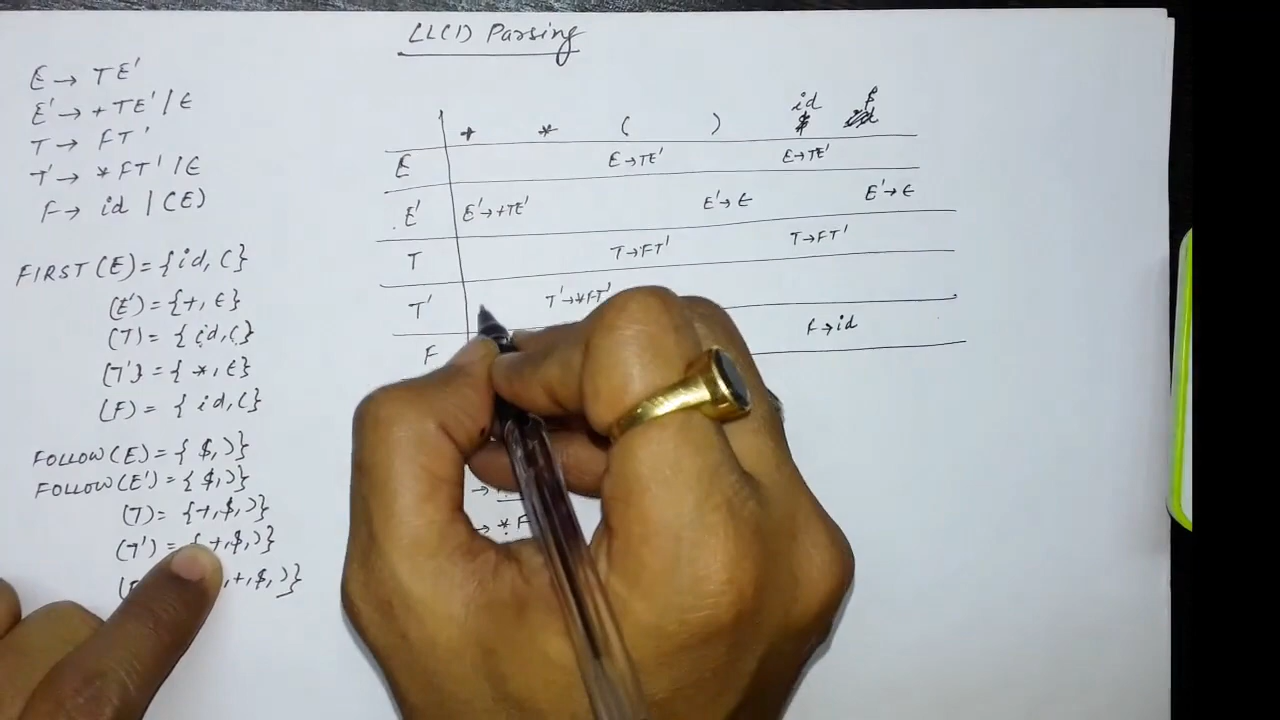 LL(1) Parsing
E → TE'
E' → +TE' / ϵ
T → FT'
T' → *FT' / ϵ
F → id / (E)
FIRST(E) = {id, (}
(E') = {+, ϵ}
(T) = {id, (}
(T') = {*, ϵ}
(F) = {id, (}
FOLLOW(E) = {$, )}
FOLLOW(E') = {$, )}
(T) = {+, $, )}
(T') = {+, $, )}
, +, $, )}
id $
+ * ( )
E E→TE' E→TE'
E' E'→+TE' E'→ϵ E'→ϵ
T T→FT' T→FT'
T' T'→*FT'
F F→id
→
→ *F